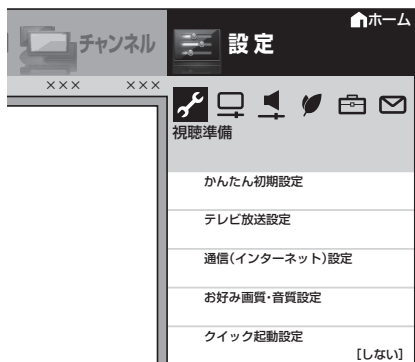 ホーム
チャンネル
設定
××× ×××
視聴準備
かんたん初期設定
テレビ放送設定
通信(インターネット)設定
お好み画質・音質設定
クイック起動設定
[しない]